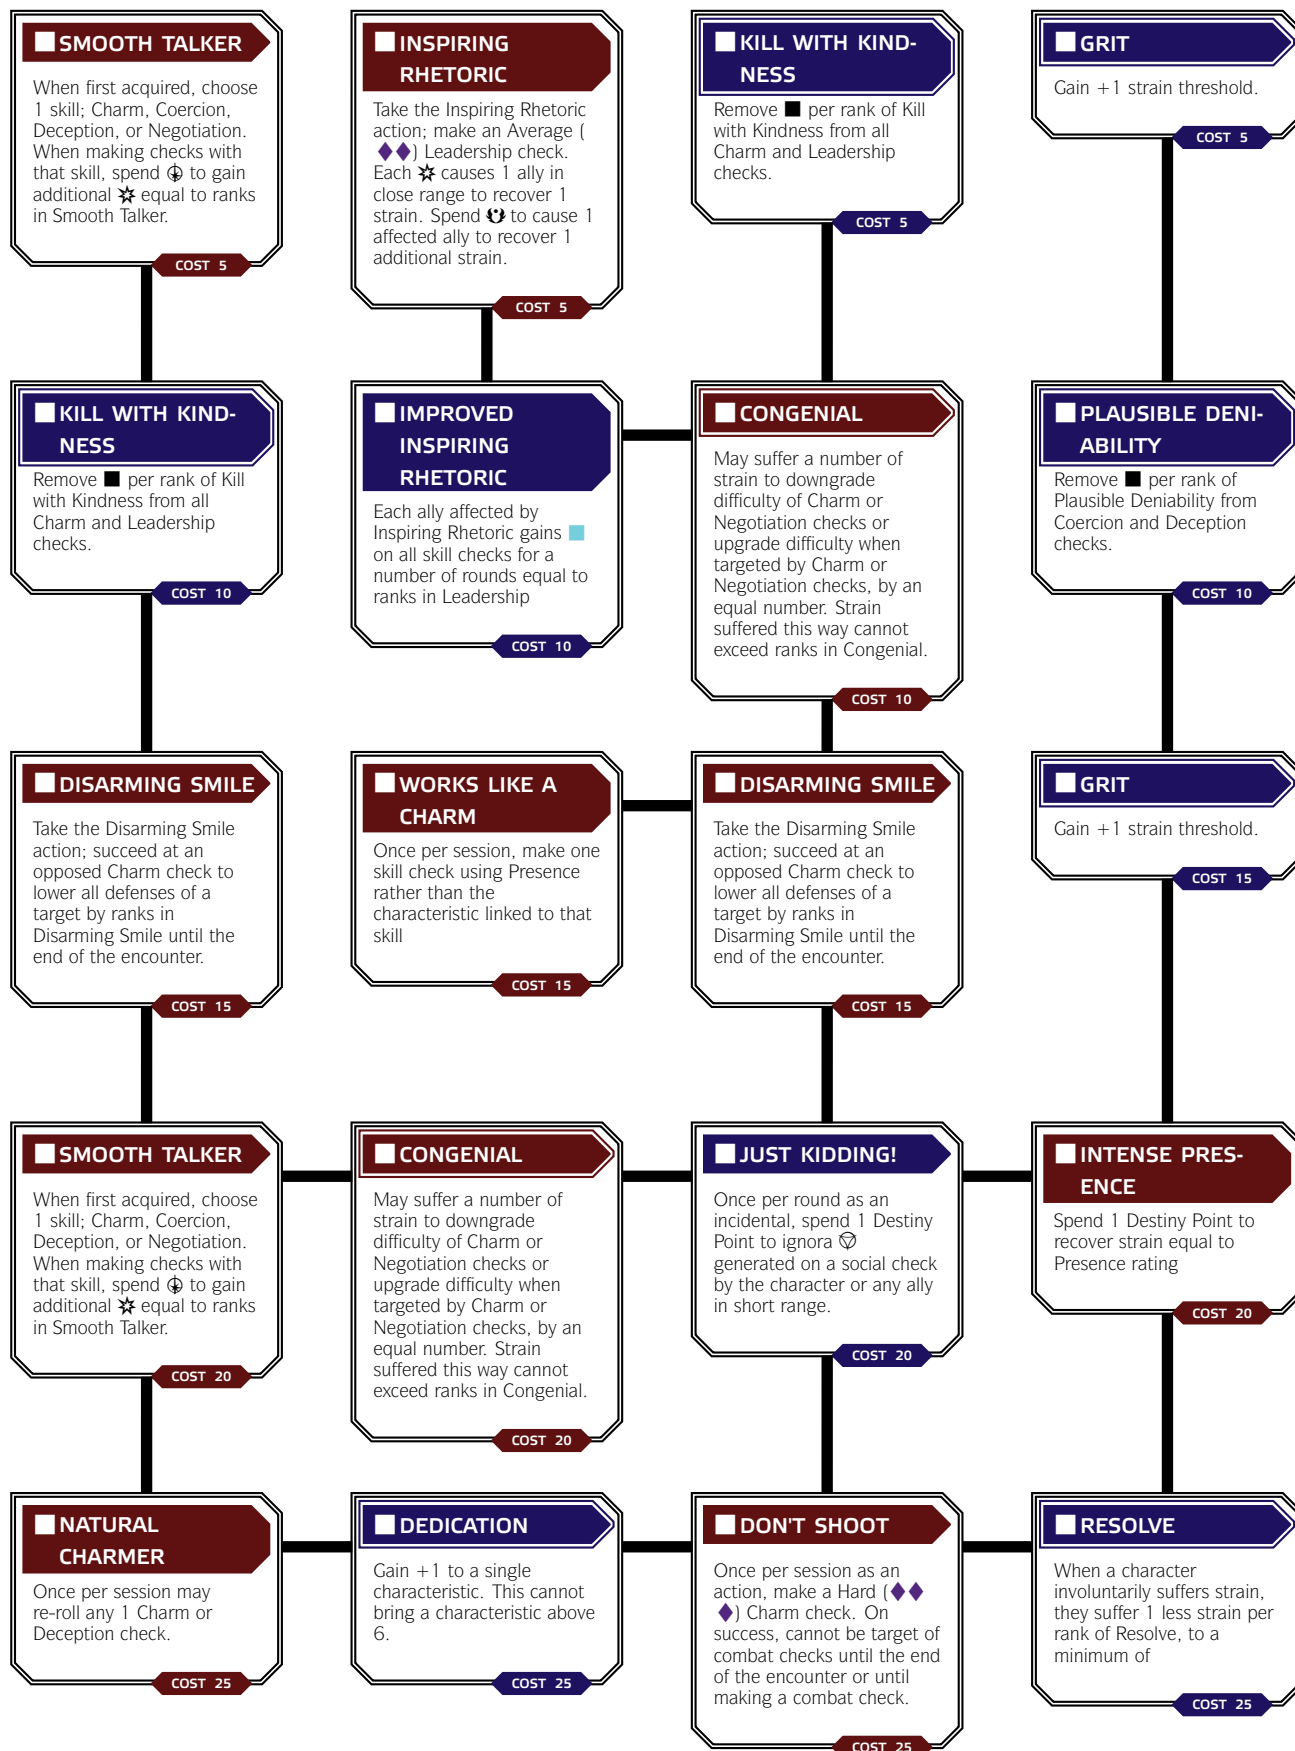 SMOOTH TALKER
When first acquired, choose
1 skill; Charm, Coercion,
Deception, or Negotiation.
When making checks with
that skill, spend to gain
additional equal to ranks
in Smooth Talker.
COST 5
INSPIRING
RHETORIC
Take the Inspiring Rhetoric
action; make an Average (
◆◆) Leadership check.
Each causes 1 ally in
close range to recover 1
strain. Spend to cause 1
affected ally to recover 1
additional strain.
COST 5
KILL WITH KIND-
NESS
Remove ■ per rank of Kill
with Kindness from all
Charm and Leadership
checks.
COST 5
GRIT
Gain +1 strain threshold.
COST 5
KILL WITH KIND-
NESS
Remove ■ per rank of Kill
with Kindness from all
Charm and Leadership
checks.
COST 10
IMPROVED
INSPIRING
RHETORIC
Each ally affected by
Inspiring Rhetoric gains ■
on all skill checks for a
number of rounds equal to
ranks in Leadership
COST 10
CONGENIAL
May suffer a number of
strain to downgrade
difficulty of Charm or
Negotiation checks or
upgrade difficulty when
targeted by Charm or
Negotiation checks, by an
equal number. Strain
suffered this way cannot
exceed ranks in Congenial.
COST 10
PLAUSIBLE DENI-
ABILITY
Remove ■ per rank of
Plausible Deniability from
Coercion and Deception
checks.
COST 10
DISARMING SMILE
Take the Disarming Smile
action; succeed at an
opposed Charm check to
lower all defenses of a
target by ranks in
Disarming Smile until the
end of the encounter.
COST 15
WORKS LIKE A
CHARM
Once per session, make one
skill check using Presence
rather than the
characteristic linked to that
skill
COST 15
DISARMING SMILE
Take the Disarming Smile
action; succeed at an
opposed Charm check to
lower all defenses of a
target by ranks in
Disarming Smile until the
end of the encounter.
COST 15
GRIT
Gain +1 strain threshold.
COST 15
SMOOTH TALKER
When first acquired, choose
1 skill; Charm, Coercion,
Deception, or Negotiation.
When making checks with
that skill, spend to gain
additional equal to ranks
in Smooth Talker.
COST 20
CONGENIAL
May suffer a number of
strain to downgrade
difficulty of Charm or
Negotiation checks or
upgrade difficulty when
targeted by Charm or
Negotiation checks, by an
equal number. Strain
suffered this way cannot
exceed ranks in Congenial.
COST 20
JUST KIDDING!
Once per round as an
incidental, spend 1 Destiny
Point to ignora
generated on a social check
by the character or any ally
in short range.
COST 20
INTENSE PRES-
ENCE
Spend 1 Destiny Point to
recover strain equal to
Presence rating
COST 20
NATURAL
CHARMER
Once per session may
re-roll any 1 Charm or
Deception check.
COST 25
DEDICATION
Gain +1 to a single
characteristic. This cannot
bring a characteristic above
6.
COST 25
DON'T SHOOT
Once per session as an
action, make a Hard (◆◆
◆) Charm check. On
success, cannot be target of
combat checks until the end
of the encounter or until
making a combat check.
COST 25
RESOLVE
When a character
involuntarily suffers strain,
they suffer 1 less strain per
rank of Resolve, to a
minimum of
COST 25